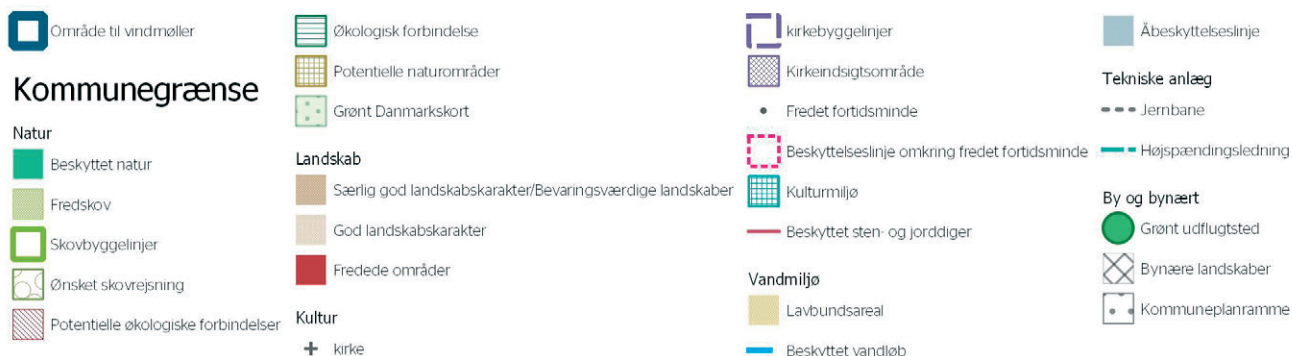 Område til vindmøller
Kommunegrænse
Natur
Beskyttet natur
Fredskov
Skovbyggelinjer
Ønsket skovrejsning
Potentielle økologiske forbindelser
Økologisk forbindelse
Potentielle naturområder
Grønt Danmarkskort
Landskab
Særlig god landskabskarakter/Bevaringsværdige landskaber
God landskabskarakter
Fredede områder
Kultur
kirke
kirkebyggelinjer
Kirkeindsigtsområde
Fredet fortidsminde
Beskyttelseslinje omkring fredet fortidsminde
Kulturmiljø
Beskyttet sten- og jorddiger
Vandmiljø
Lavbundsareal
Beskyttet vandløb
Åbeskyttelseslinje
Tekniske anlæg
Jernbane
Højspændingsledning
By og bynært
Grønt udflugtsted
Bynære landskaber
Kommuneplanramme